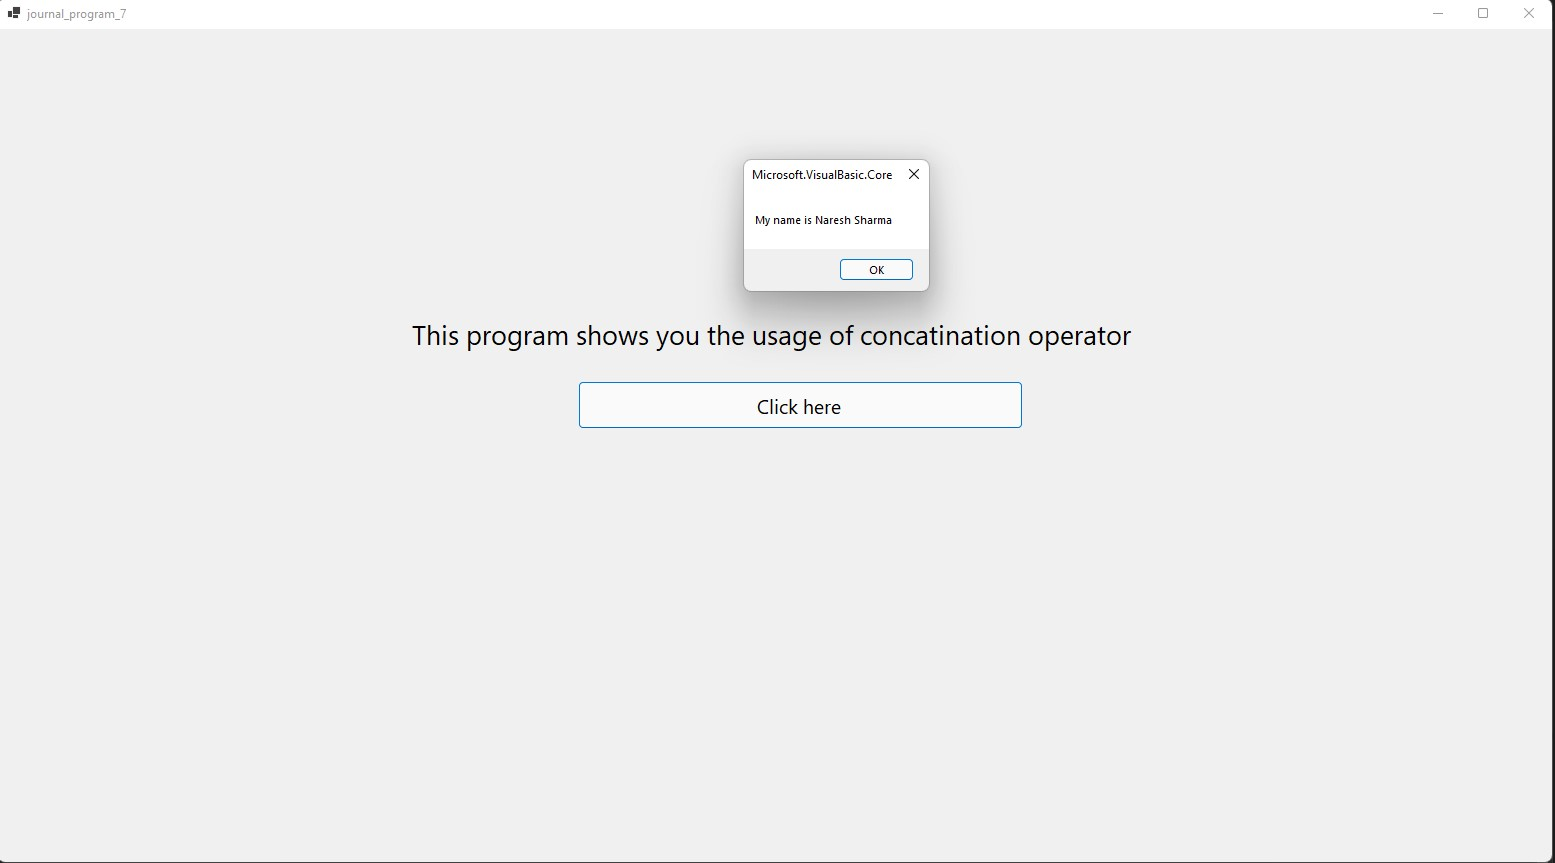 journal_program_7
Microsoft.VisualBasic.Core
My name is Naresh Sharma
OK
This program shows you the usage of concatination operator
Click here